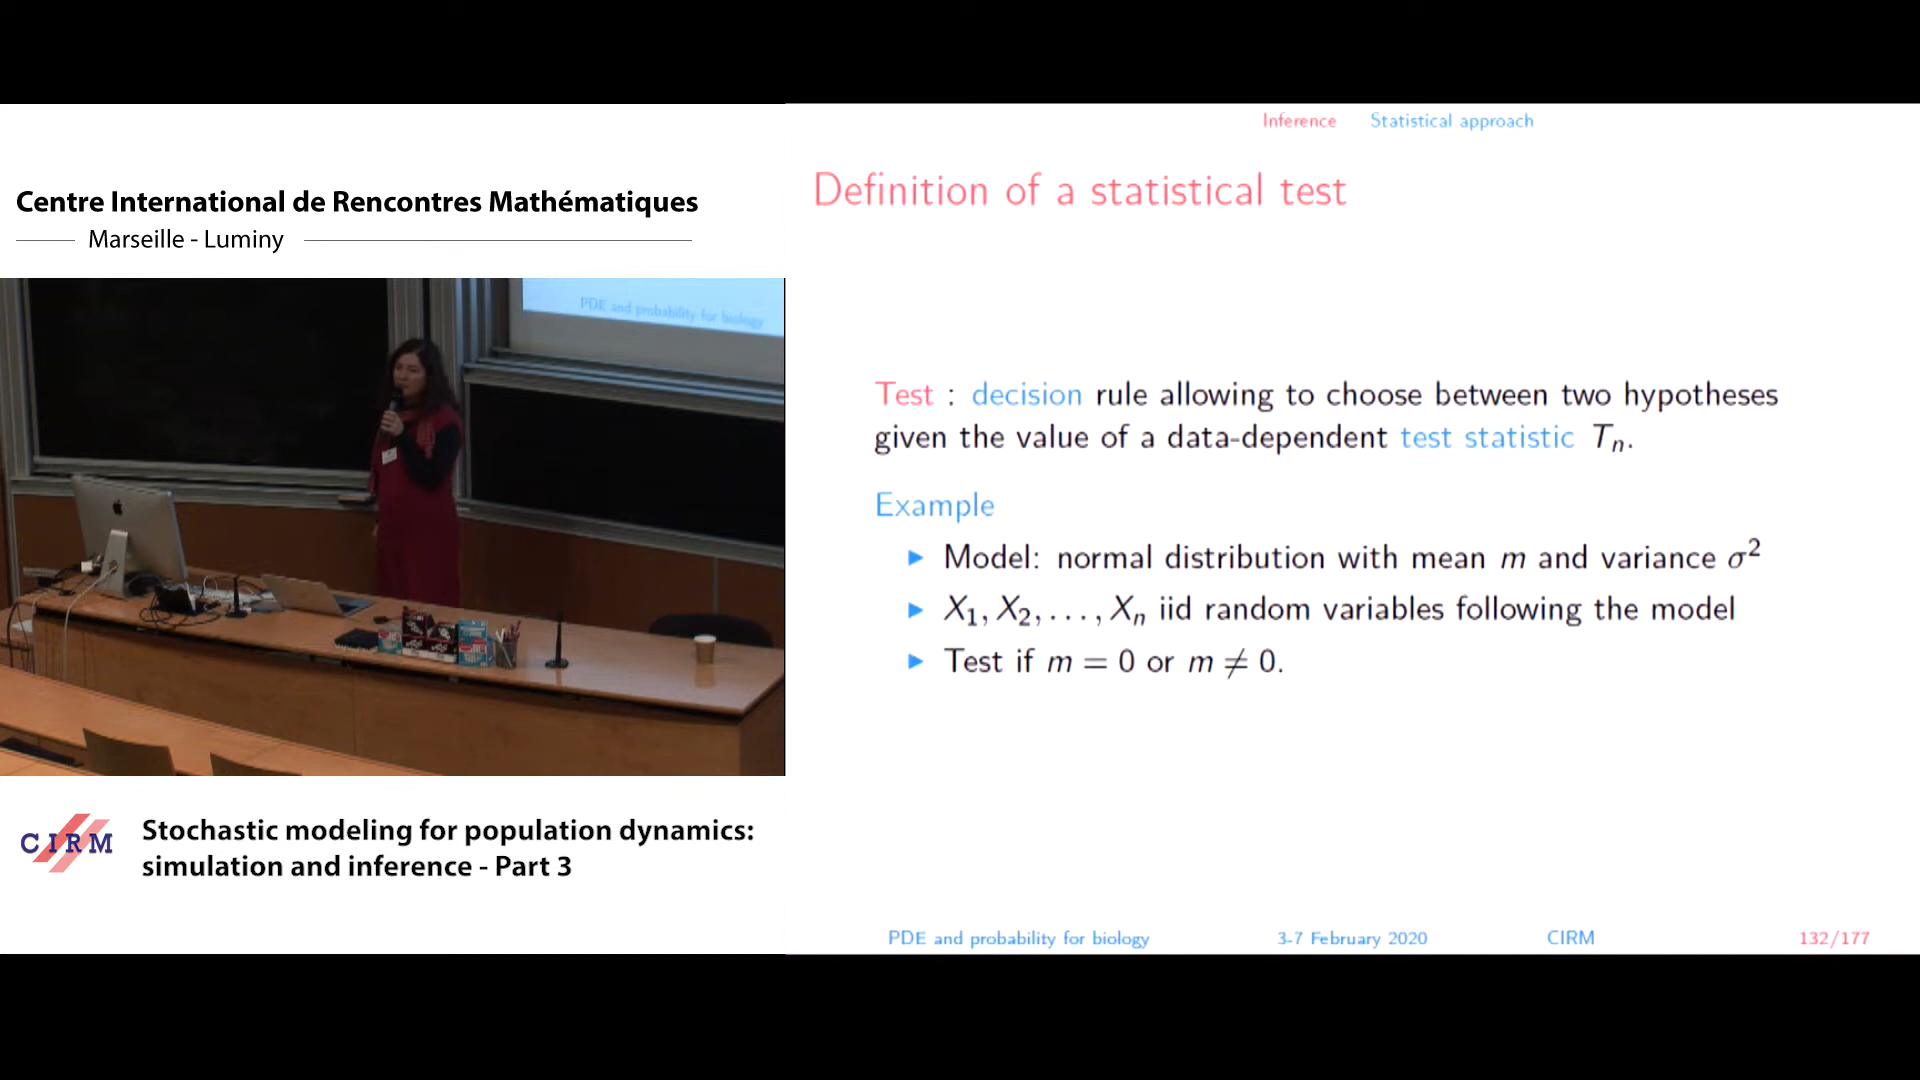 Centre International de Rencontres Mathématiques
Marseille - Luminy
PDE and probability for biology
CIRM
Stochastic modeling for population dynamics:
simulation and inference - Part 3
Inference Statistical approach
Definition of a statistical test
Test : decision rule allowing to choose between two hypotheses
given the value of a data-dependent test statistic Tₙ.
Example
▶ Model: normal distribution with mean m and variance σ²
▶ X₁, X₂, . . . , Xₙ iid random variables following the model
▶ Test if m = 0 or m ≠ 0.
PDE and probability for biology 3-7 February 2020 CIRM 132/177